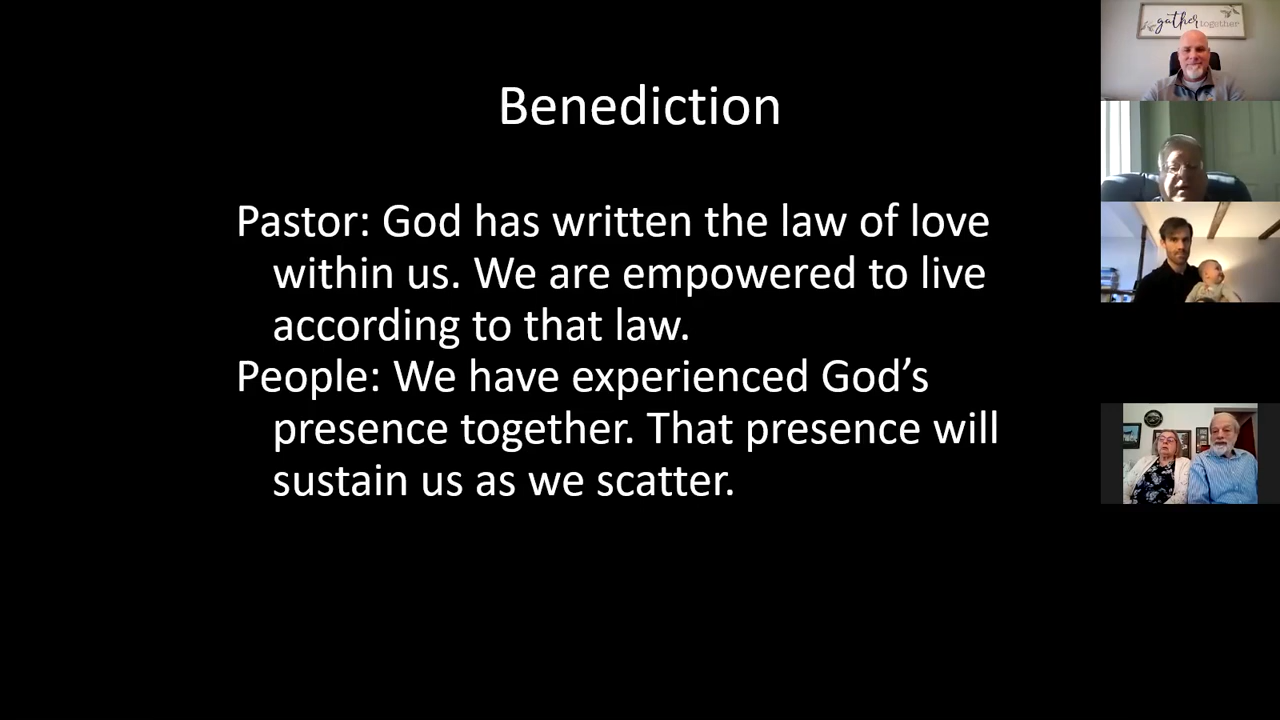 Benediction
Pastor: God has written the law of love
within us. We are empowered to live
according to that law.
People: We have experienced God’s
presence together. That presence will
sustain us as we scatter.
gather together